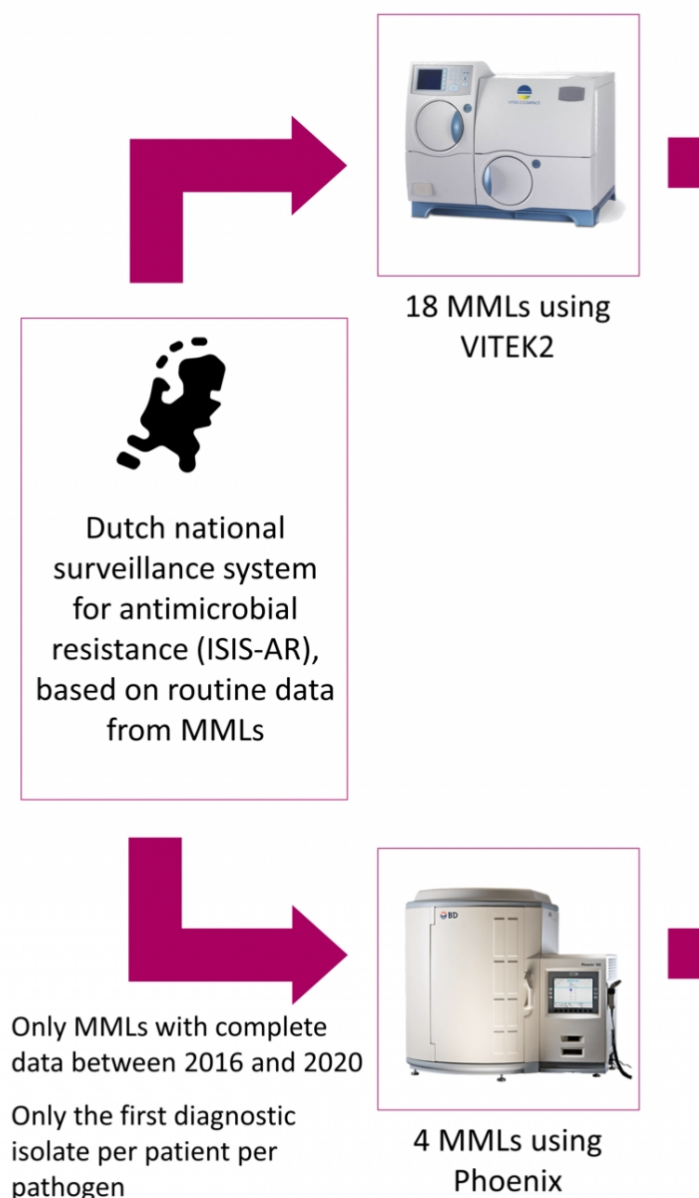 18 MMLs using
VITEK2
Dutch national
surveillance system
for antimicrobial
resistance (ISIS-AR),
based on routine data
from MMLs
BD
Only MMLs with complete
data between 2016 and 2020
Only the first diagnostic
isolate per patient per
pathogen
4 MMLs using
Phoenix